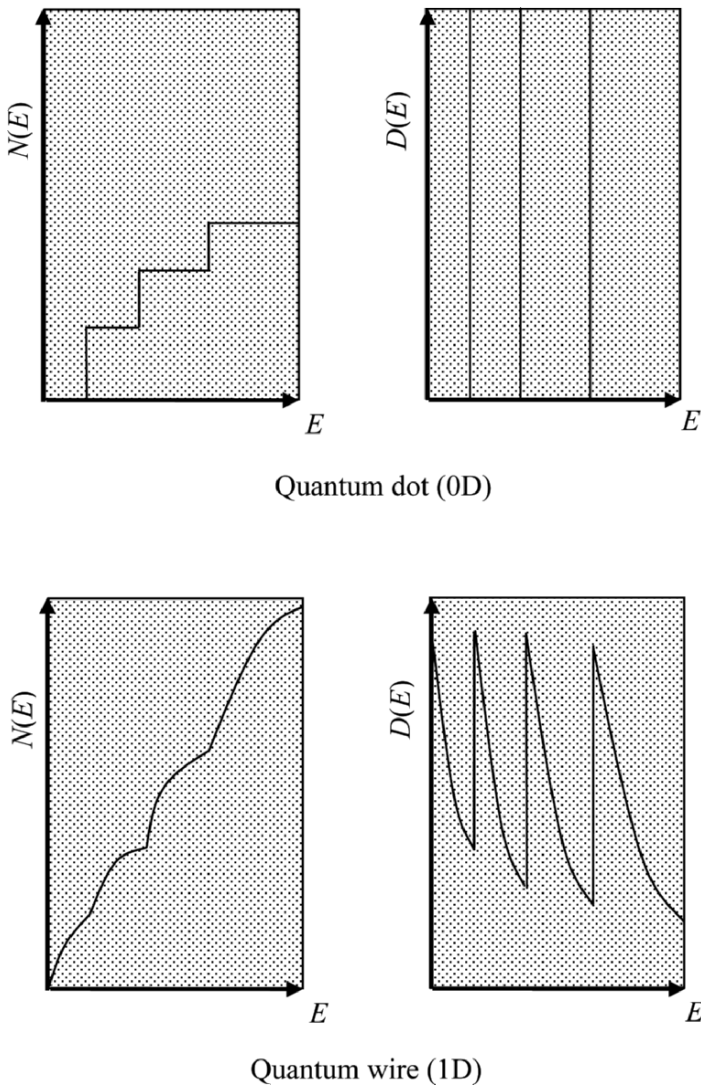 N(E)
E
D(E)
E
Quantum dot (0D)
N(E)
E
D(E)
E
Quantum wire (1D)